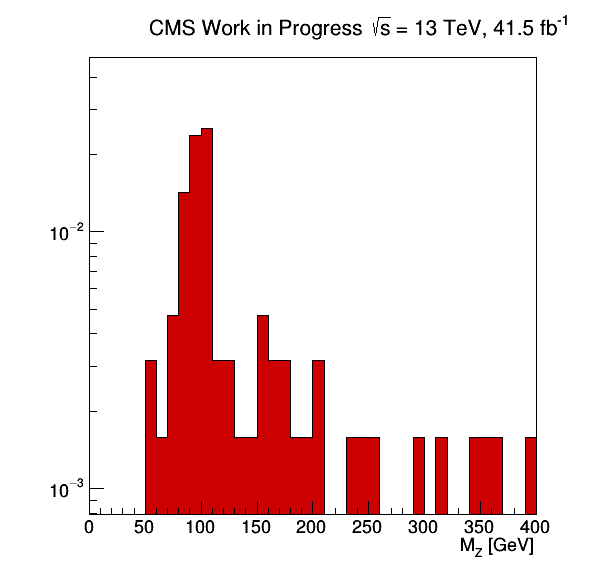 CMS Work in Progress √s = 13 TeV, 41.5 fb⁻¹
10⁻²
10⁻³
0 50 100 150 200 250 300 350 400
M_Z [GeV]